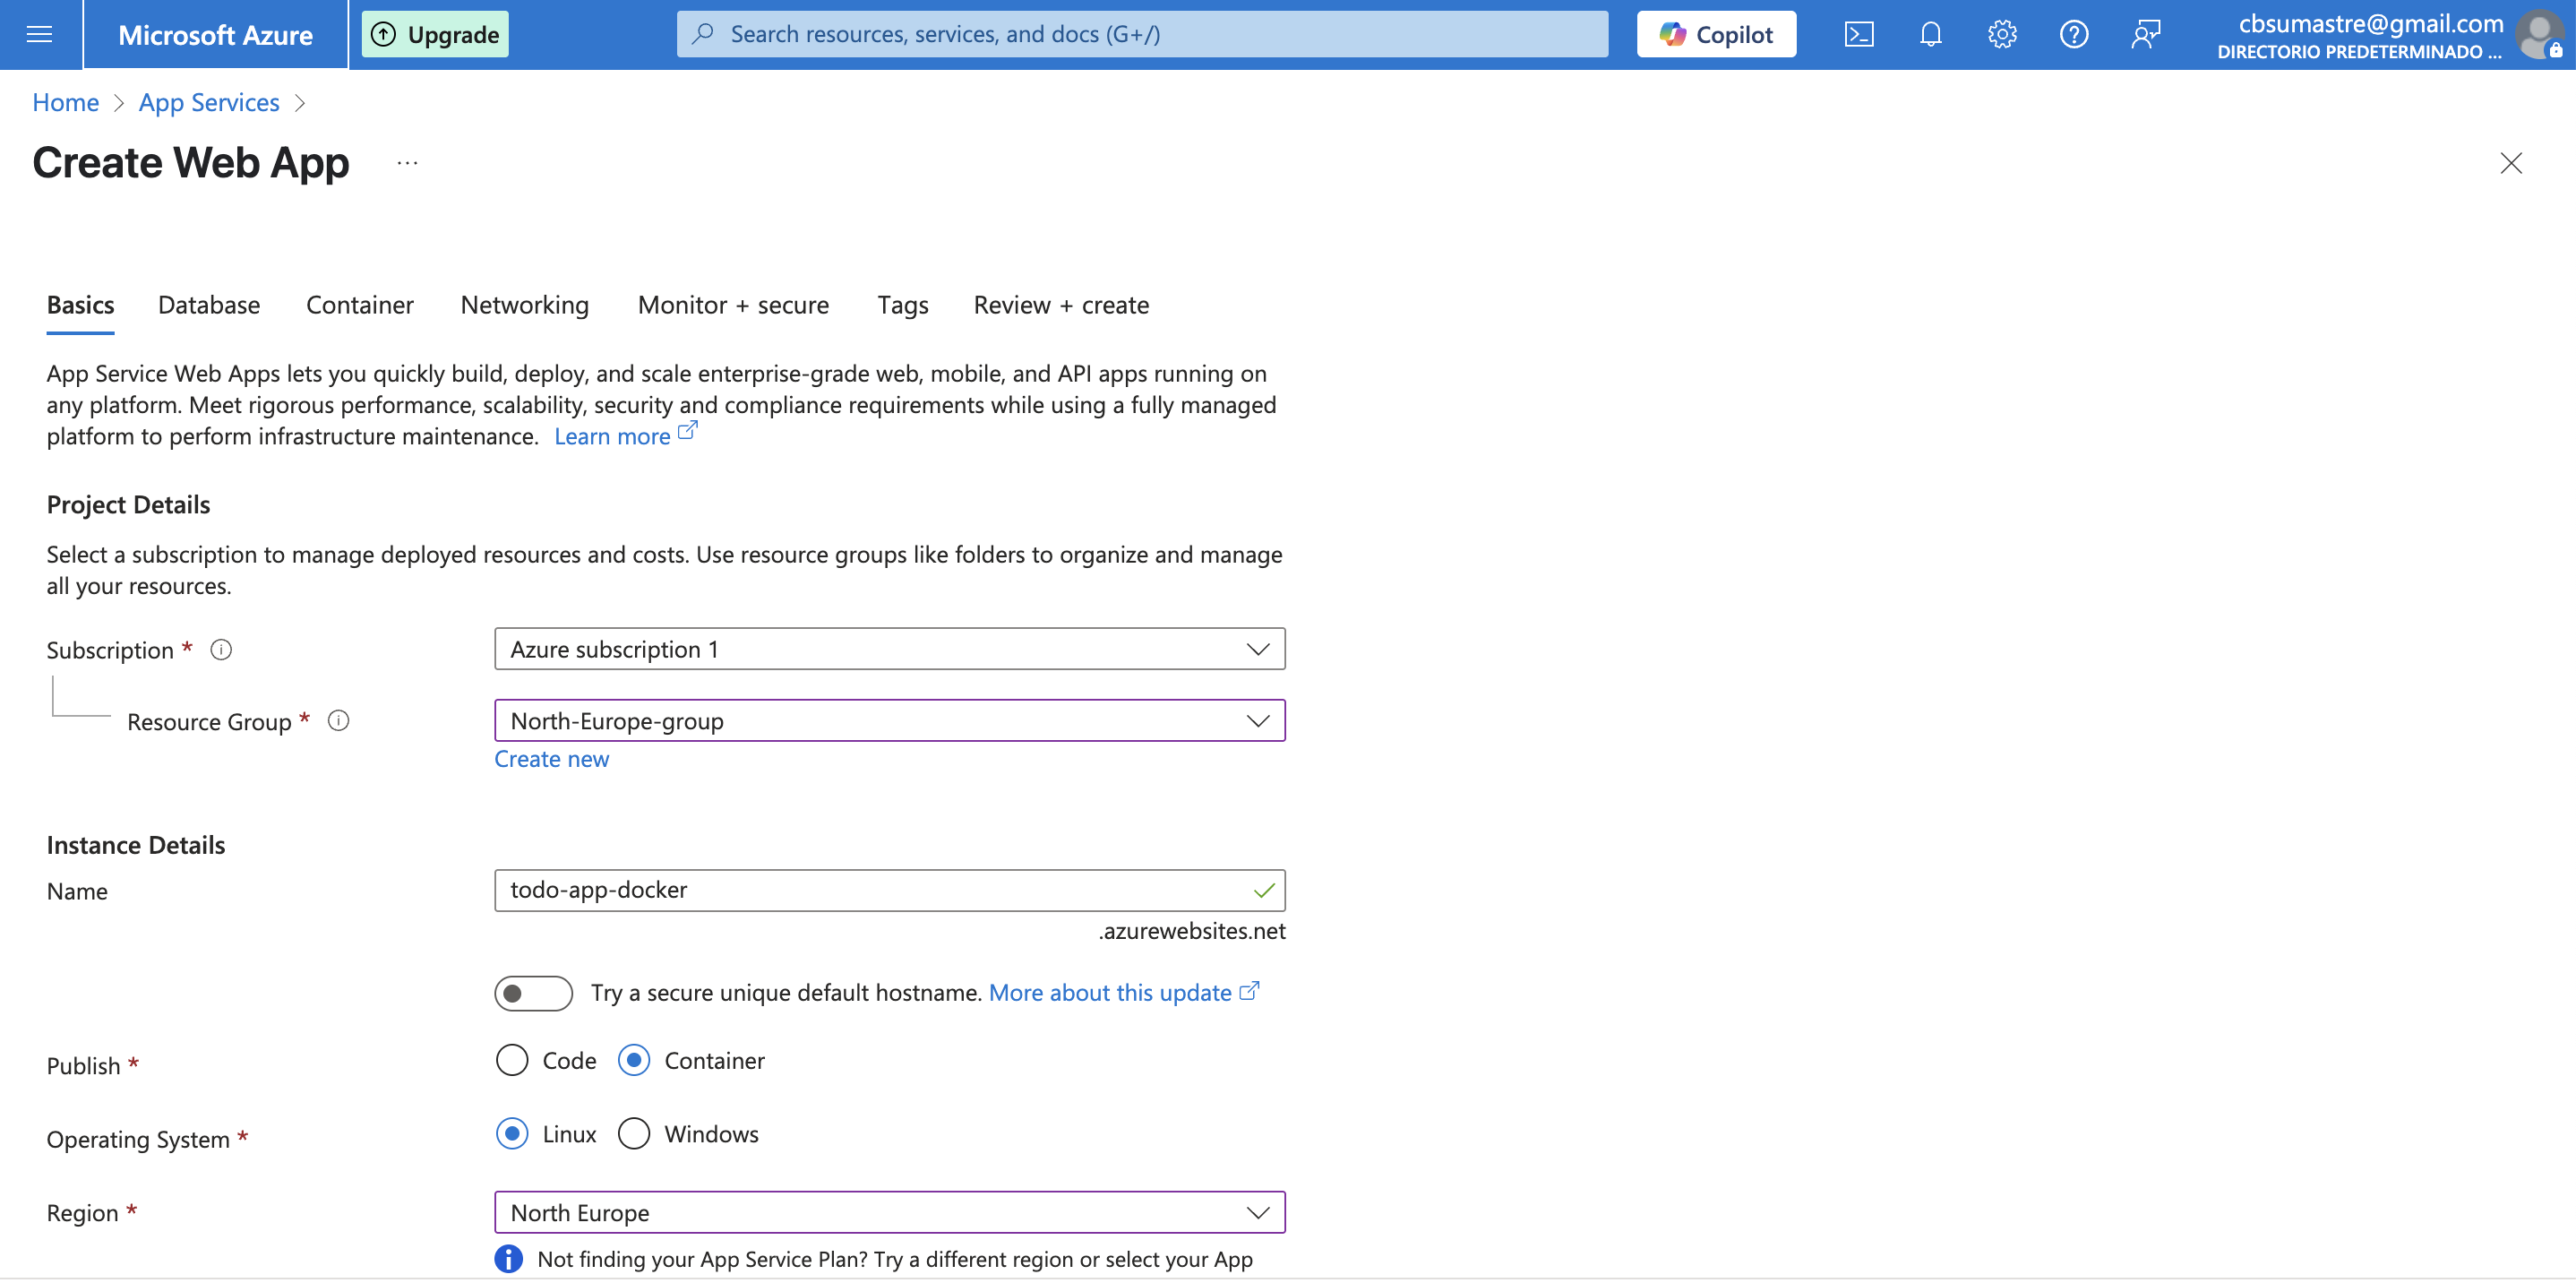 Microsoft Azure
Upgrade
Search resources, services, and docs (G+/)
Copilot
cbsumastre@gmail.com
DIRECTORIO PREDETERMINADO ...
Home > App Services >
Create Web App ...
Basics Database Container Networking Monitor + secure Tags Review + create
App Service Web Apps lets you quickly build, deploy, and scale enterprise-grade web, mobile, and API apps running on
any platform. Meet rigorous performance, scalability, security and compliance requirements while using a fully managed
platform to perform infrastructure maintenance. Learn more
Project Details
Select a subscription to manage deployed resources and costs. Use resource groups like folders to organize and manage
all your resources.
Subscription *
Azure subscription 1
Resource Group *
North-Europe-group
Create new
Instance Details
Name
todo-app-docker
.azurewebsites.net
Try a secure unique default hostname. More about this update
Publish *
Code Container
Operating System *
Linux Windows
Region *
North Europe
Not finding your App Service Plan? Try a different region or select your App